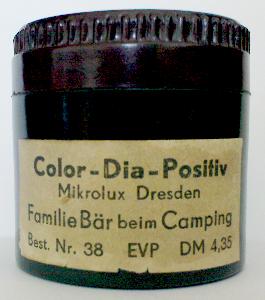 Color-Dia-Positiv
Mikrolux Dresden
Familie Bär beim Camping
Best. Nr. 38 EVP DM 4,35